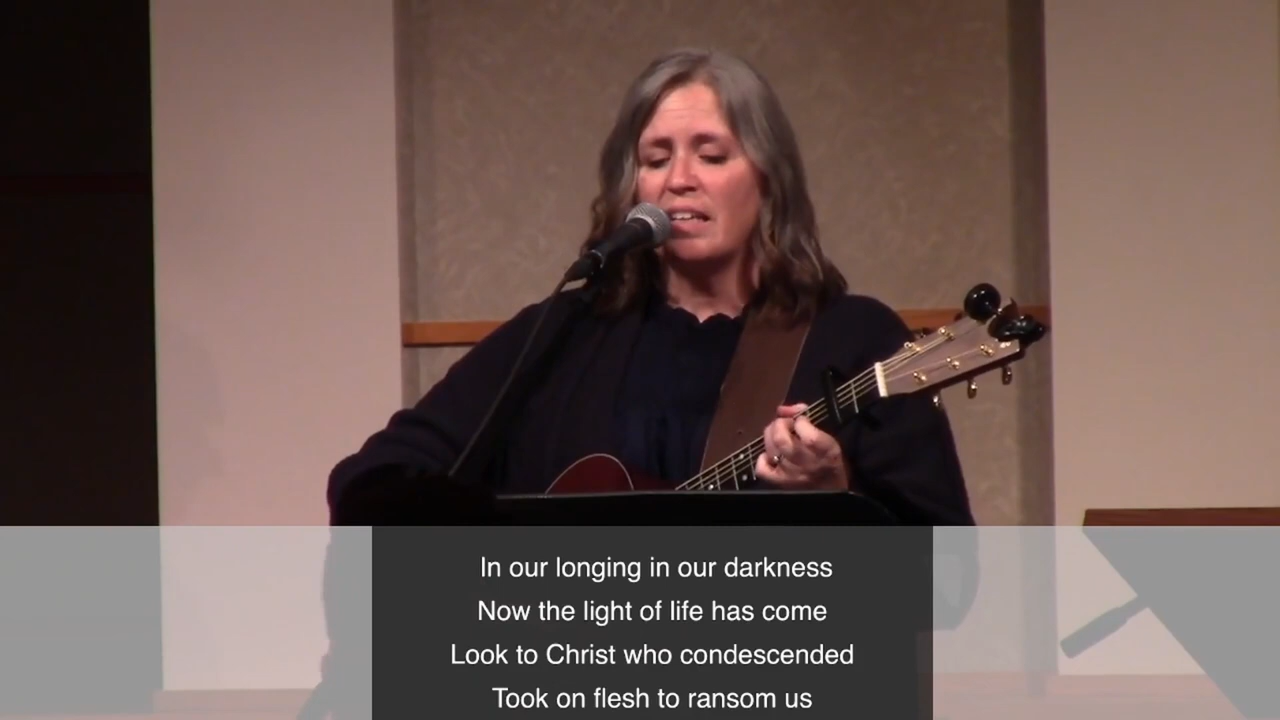 In our longing in our darkness
Now the light of life has come
Look to Christ who condescended
Took on flesh to ransom us